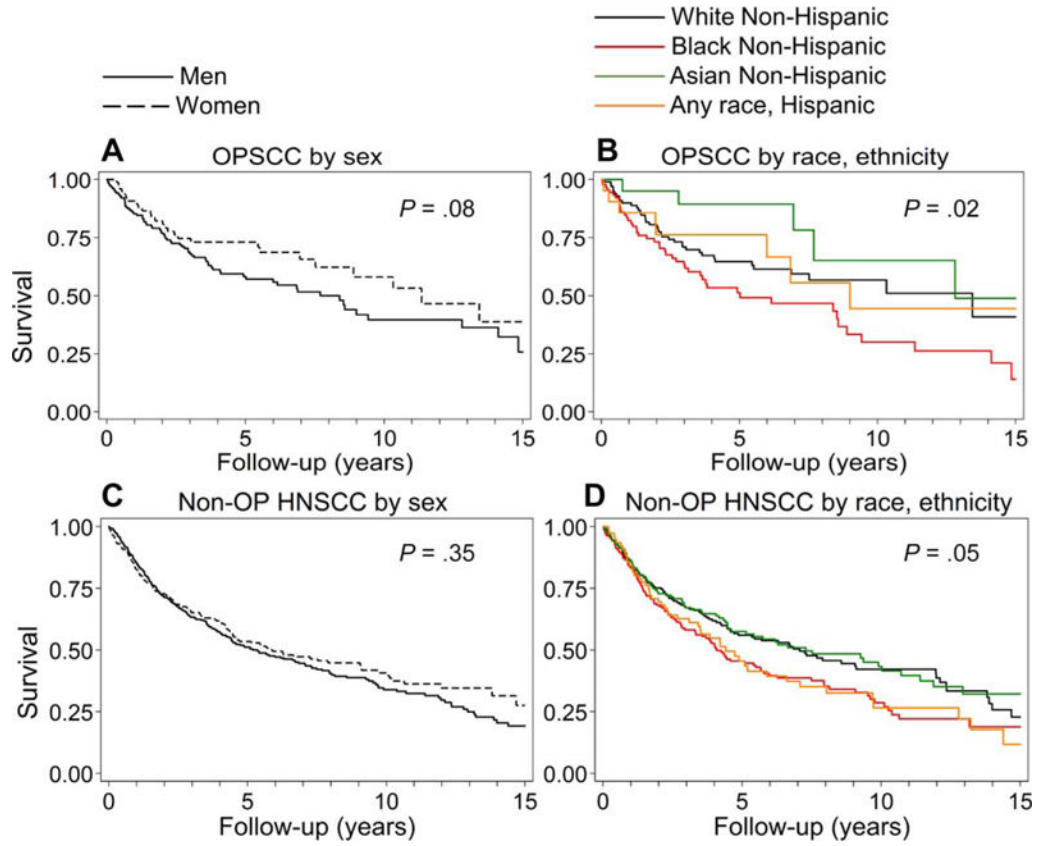 Men
Women
White Non-Hispanic
Black Non-Hispanic
Asian Non-Hispanic
Any race, Hispanic
A
OPSCC by sex
P = .08
1.00
0.75
0.50
0.25
0.00
Survival
0 5 10 15
Follow-up (years)
B
OPSCC by race, ethnicity
P = .02
1.00
0.75
0.50
0.25
0.00
0 5 10 15
Follow-up (years)
C
Non-OP HNSCC by sex
P = .35
1.00
0.75
0.50
0.25
0.00
Survival
0 5 10 15
Follow-up (years)
D
Non-OP HNSCC by race, ethnicity
P = .05
1.00
0.75
0.50
0.25
0.00
0 5 10 15
Follow-up (years)